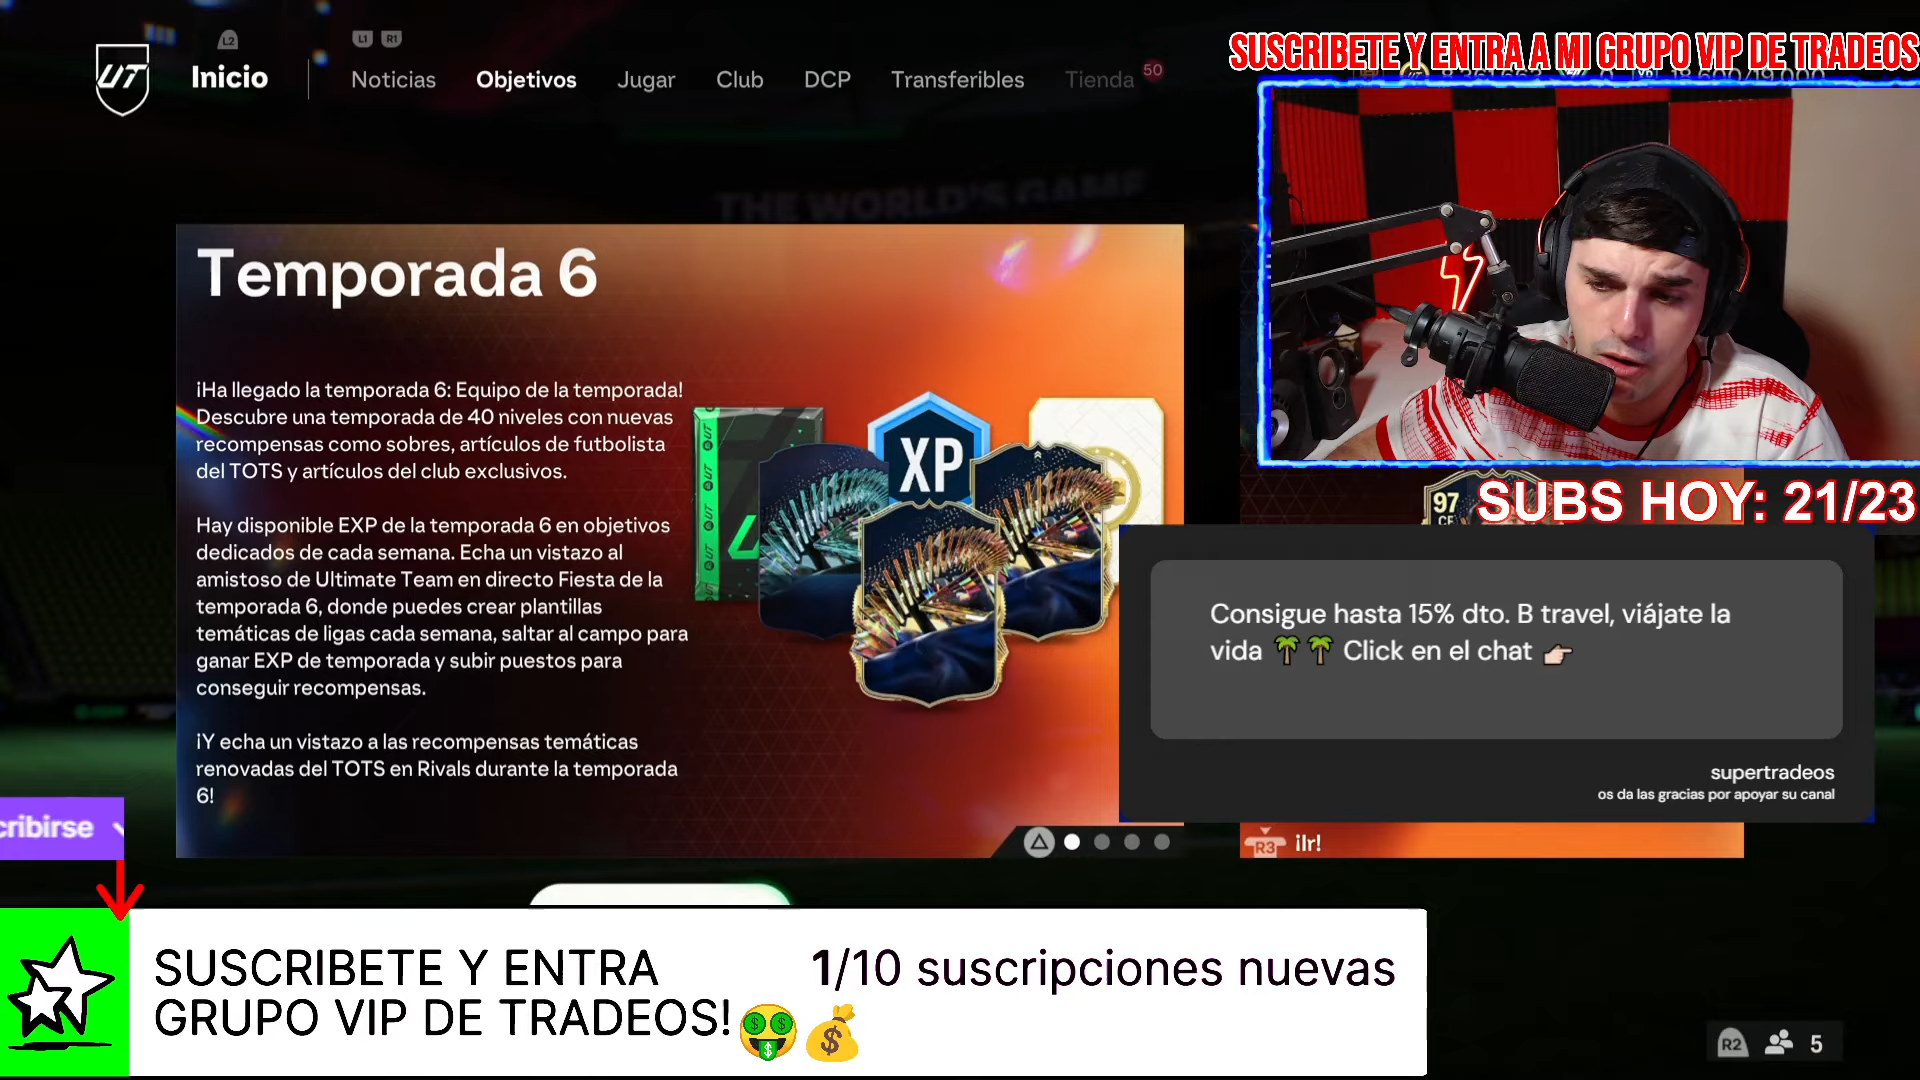 SUSCRIBETE Y ENTRA A MI GRUPO VIP DE TRADEOS
L2
L1 R1
UT
Inicio
Noticias
Objetivos
Jugar
Club
DCP
Transferibles
Tienda
50
THE WORLD'S GAME
Temporada 6
¡Ha llegado la temporada 6: Equipo de la temporada!
Descubre una temporada de 40 niveles con nuevas
recompensas como sobres, artículos de futbolista
del TOTS y artículos del club exclusivos.
Hay disponible EXP de la temporada 6 en objetivos
dedicados de cada semana. Echa un vistazo al
amistoso de Ultimate Team en directo Fiesta de la
temporada 6, donde puedes crear plantillas
temáticas de ligas cada semana, saltar al campo para
ganar EXP de temporada y subir puestos para
conseguir recompensas.
¡Y echa un vistazo a las recompensas temáticas
renovadas del TOTS en Rivals durante la temporada
6!
XP
97
SUBS HOY: 21/23
Consigue hasta 15% dto. B travel, viájate la
vida 🌴🌴 Click en el chat 👉
supertradeos
os da las gracias por apoyar su canal
R3 ¡Ir!
cribirse
SUSCRIBETE Y ENTRA
GRUPO VIP DE TRADEOS! 🤑💰
1/10 suscripciones nuevas
R2 5